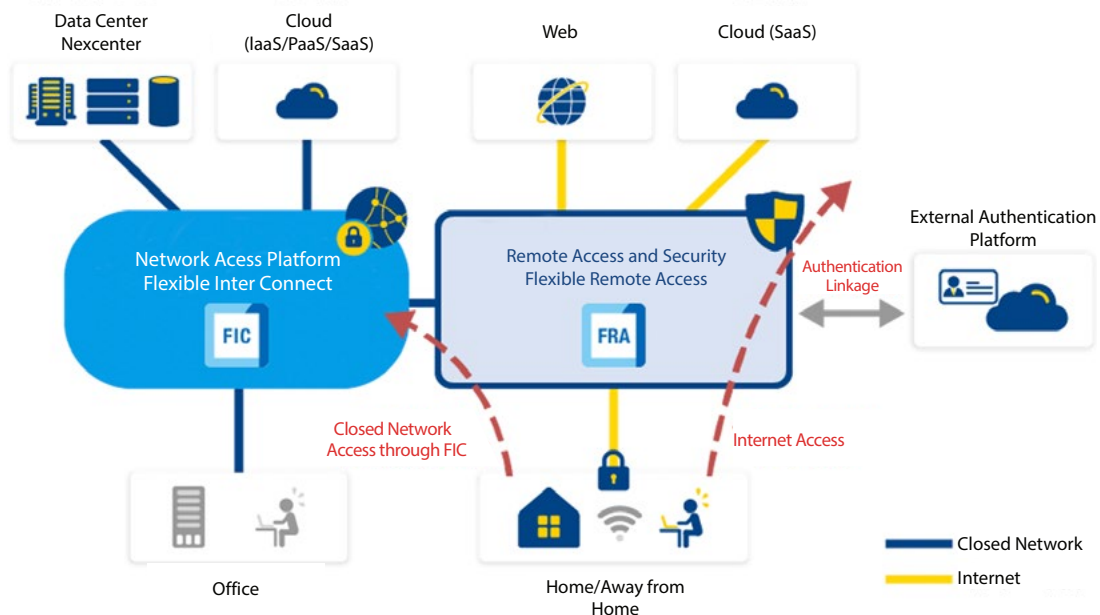 Data Center
Nexcenter
Cloud
(IaaS/PaaS/SaaS)
Web
Cloud (SaaS)
Network Acess Platform
Flexible Inter Connect
FIC
Remote Access and Security
Flexible Remote Access
FRA
External Authentication
Platform
Authentication
Linkage
Closed Network
Access through FIC
Internet Access
Office
Home/Away from
Home
Closed Network
Internet